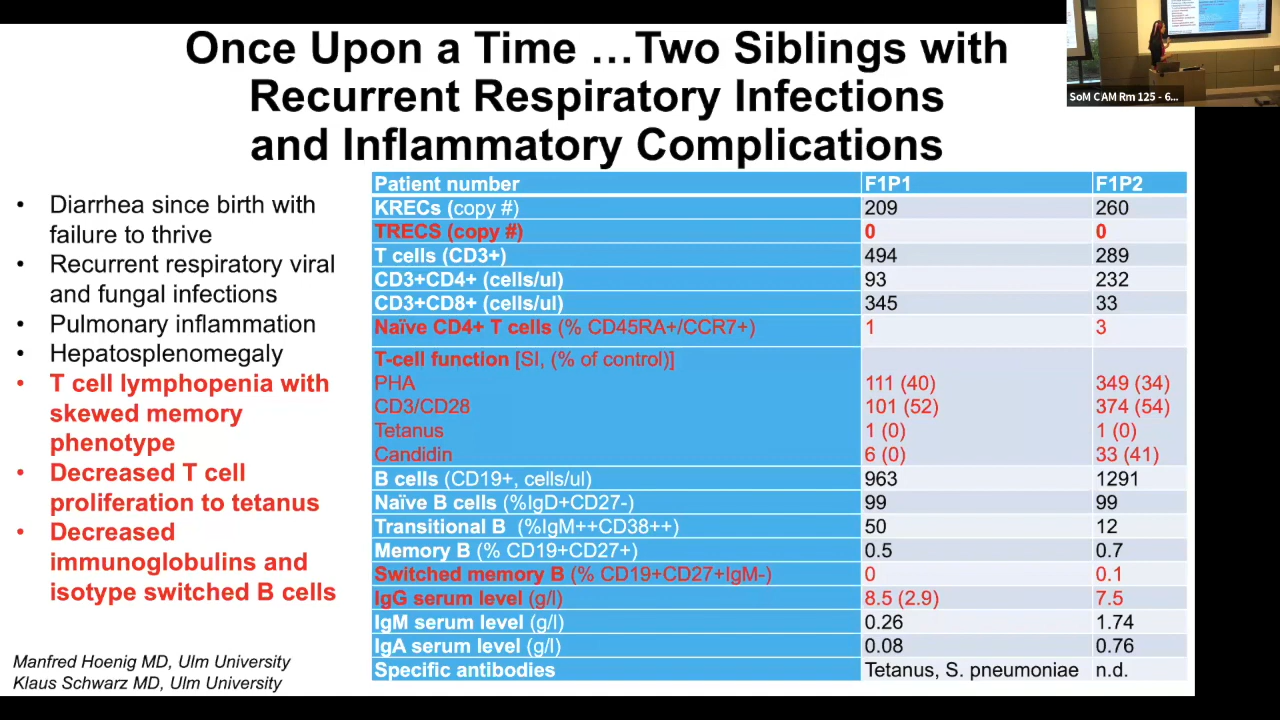 Once Upon a Time …Two Siblings with
Recurrent Respiratory Infections
and Inflammatory Complications
SoM CAM Rm 125 - 6...
• Diarrhea since birth with
failure to thrive
• Recurrent respiratory viral
and fungal infections
• Pulmonary inflammation
• Hepatosplenomegaly
• T cell lymphopenia with
skewed memory
phenotype
• Decreased T cell
proliferation to tetanus
• Decreased
immunoglobulins and
isotype switched B cells
Manfred Hoenig MD, Ulm University
Klaus Schwarz MD, Ulm University
Patient number F1P1 F1P2
KRECs (copy #) 209 260
TRECS (copy #) 0 0
T cells (CD3+) 494 289
CD3+CD4+ (cells/ul) 93 232
CD3+CD8+ (cells/ul) 345 33
Naïve CD4+ T cells (% CD45RA+/CCR7+) 1 3
T-cell function [SI, (% of control)]
PHA 111 (40) 349 (34)
CD3/CD28 101 (52) 374 (54)
Tetanus 1 (0) 1 (0)
Candidin 6 (0) 33 (41)
B cells (CD19+, cells/ul) 963 1291
Naïve B cells (%IgD+CD27-) 99 99
Transitional B (%IgM++CD38++) 50 12
Memory B (% CD19+CD27+) 0.5 0.7
Switched memory B (% CD19+CD27+IgM-) 0 0.1
IgG serum level (g/l) 8.5 (2.9) 7.5
IgM serum level (g/l) 0.26 1.74
IgA serum level (g/l) 0.08 0.76
Specific antibodies Tetanus, S. pneumoniae n.d.